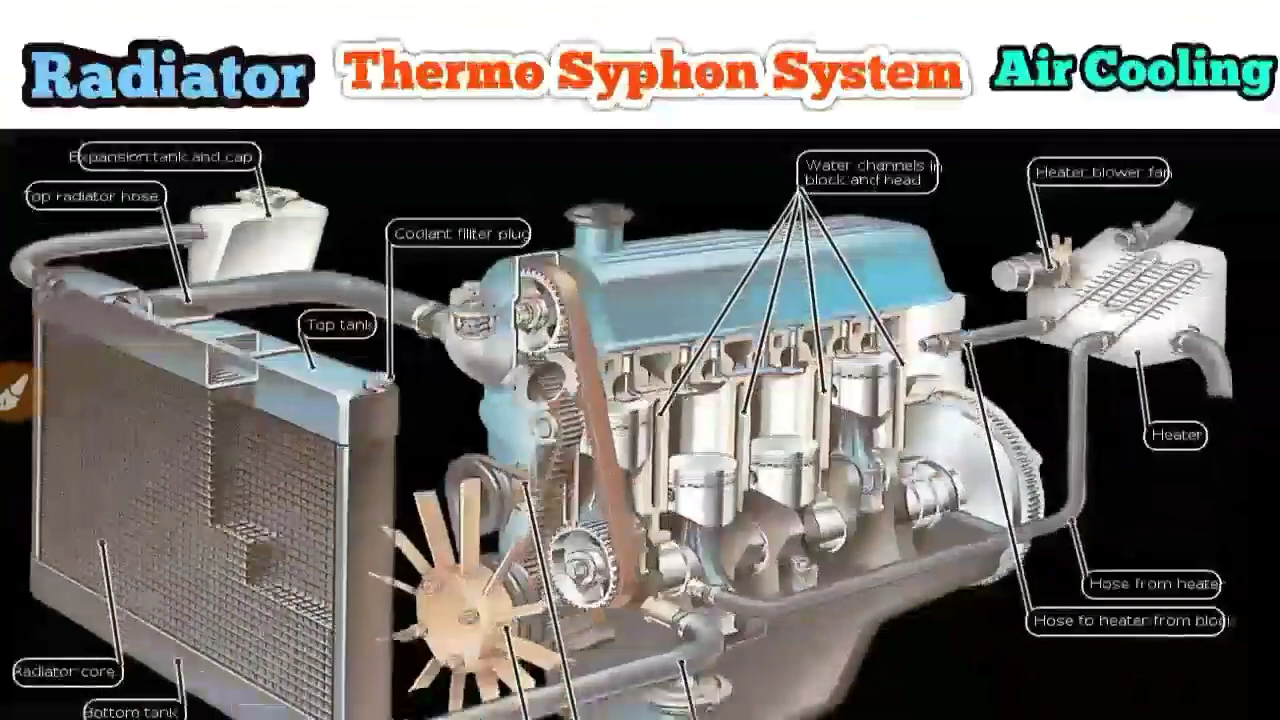 Radiator
Thermo Syphon System
Air Cooling
Expansion tank and cap
Top radiator hose
Coolant filler plug
Top tank
Water channels in
block and head
Heater blower fan
Heater
Hose from heater
Hose to heater from block
Radiator core
Bottom tank